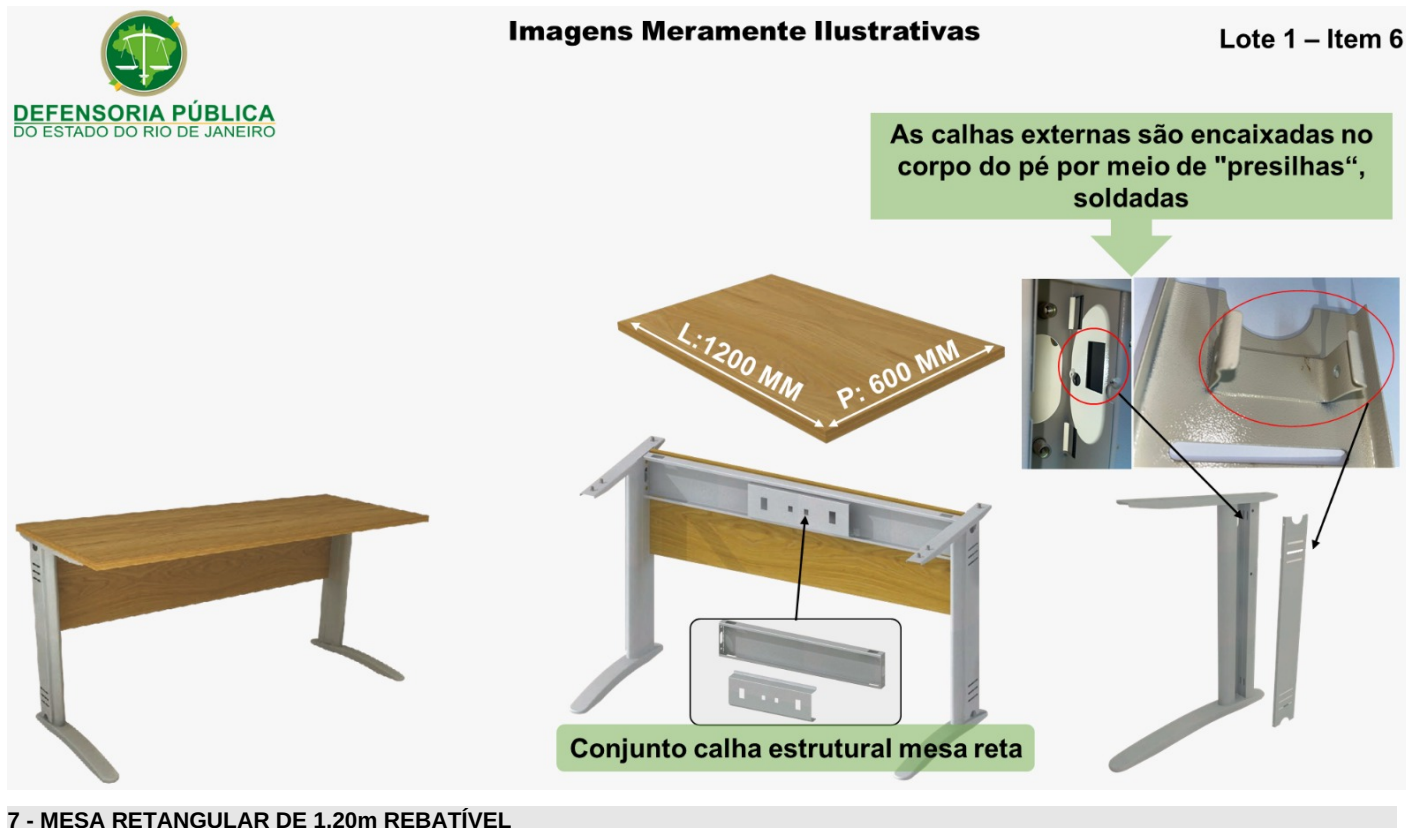 Imagens Meramente Ilustrativas
Lote 1 – Item 6
DEFENSORIA PÚBLICA
DO ESTADO DO RIO DE JANEIRO
As calhas externas são encaixadas no
corpo do pé por meio de "presilhas“,
soldadas
L:1200 MM
P: 600 MM
Conjunto calha estrutural mesa reta
7 - MESA RETANGULAR DE 1.20m REBATÍVEL